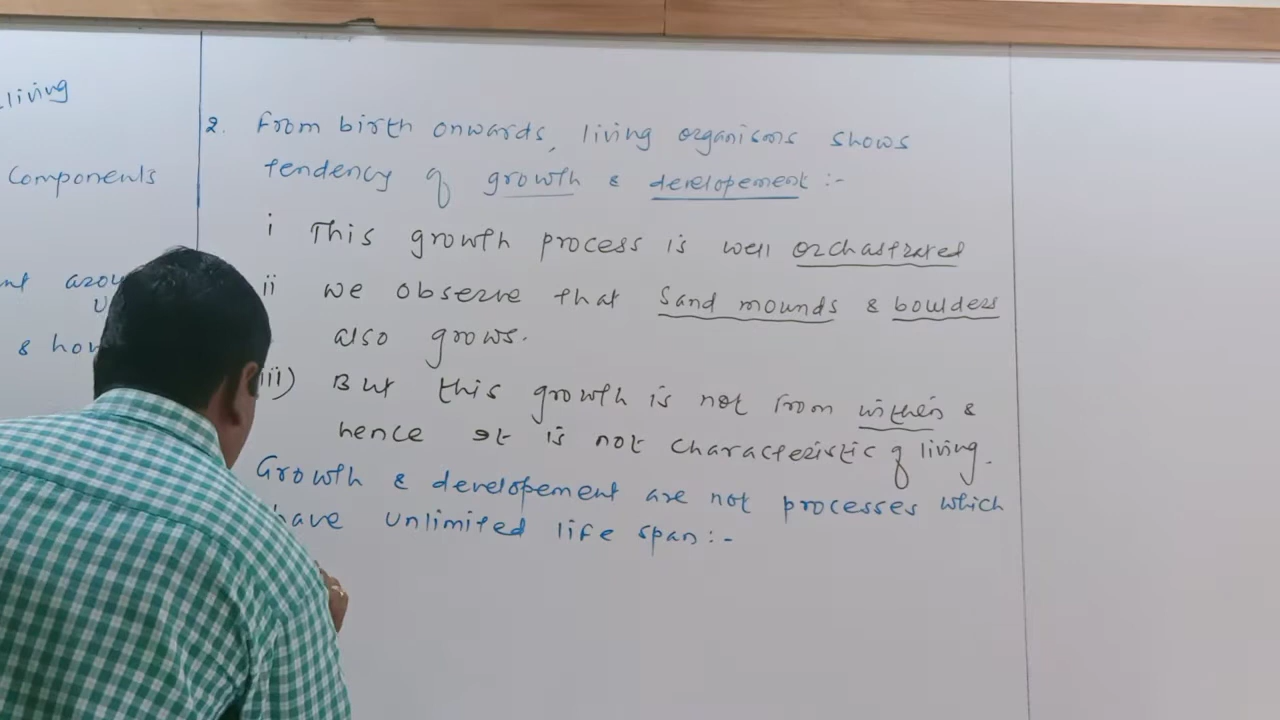 living
Components
& how
2. From birth onwards, living organisms shows
tendency of growth & developement :-
i This growth process is well orchastrated
ii we observe that Sand mounds & boulders
also grows.
iii) But this growth is not from within &
hence it is not characteristic of living.
Growth & developement are not processes which
have unlimited life span:-